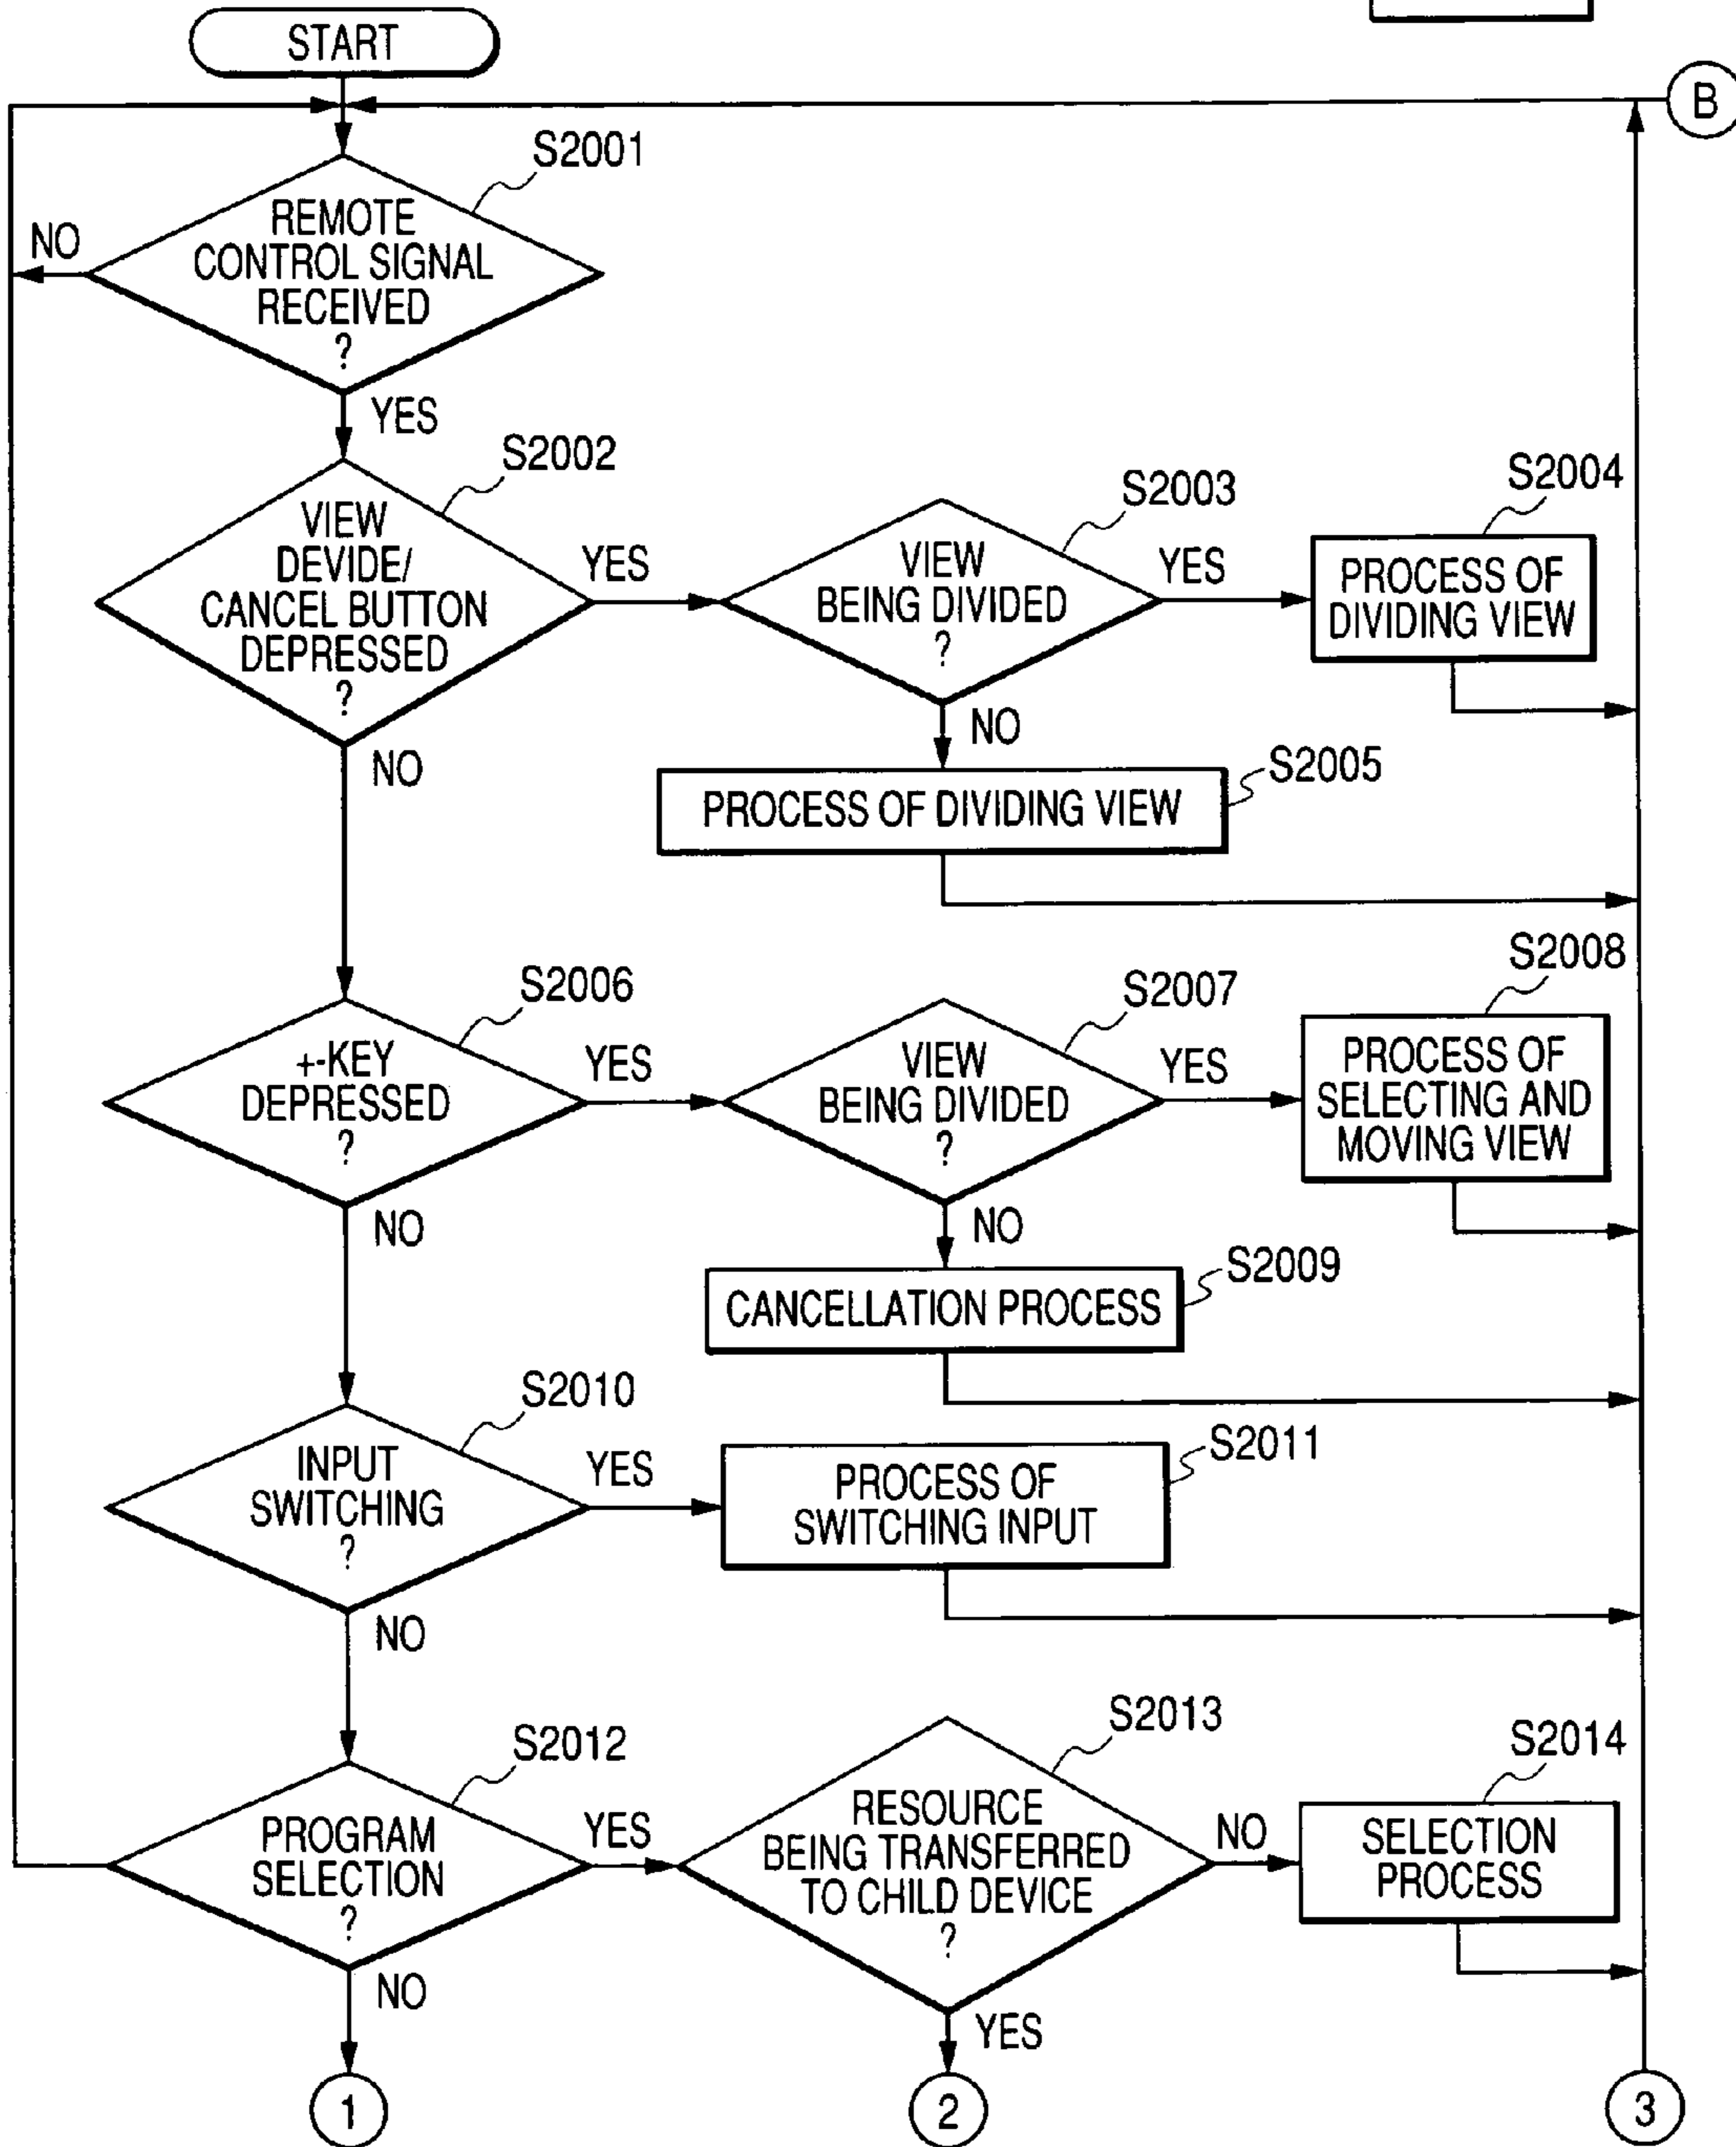 START
B
S2001
REMOTE
CONTROL SIGNAL
RECEIVED
?
NO
YES
S2002
VIEW
DEVIDE/
CANCEL BUTTON
DEPRESSED
?
YES
NO
S2003
VIEW
BEING DIVIDED
?
YES
NO
S2004
PROCESS OF
DIVIDING VIEW
S2005
PROCESS OF DIVIDING VIEW
S2006
+-KEY
DEPRESSED
?
YES
NO
S2007
VIEW
BEING DIVIDED
?
YES
NO
S2008
PROCESS OF
SELECTING AND
MOVING VIEW
S2009
CANCELLATION PROCESS
S2010
INPUT
SWITCHING
?
YES
NO
S2011
PROCESS OF
SWITCHING INPUT
S2012
PROGRAM
SELECTION
?
YES
NO
S2013
RESOURCE
BEING TRANSFERRED
TO CHILD DEVICE
?
NO
YES
S2014
SELECTION
PROCESS
1
2
3